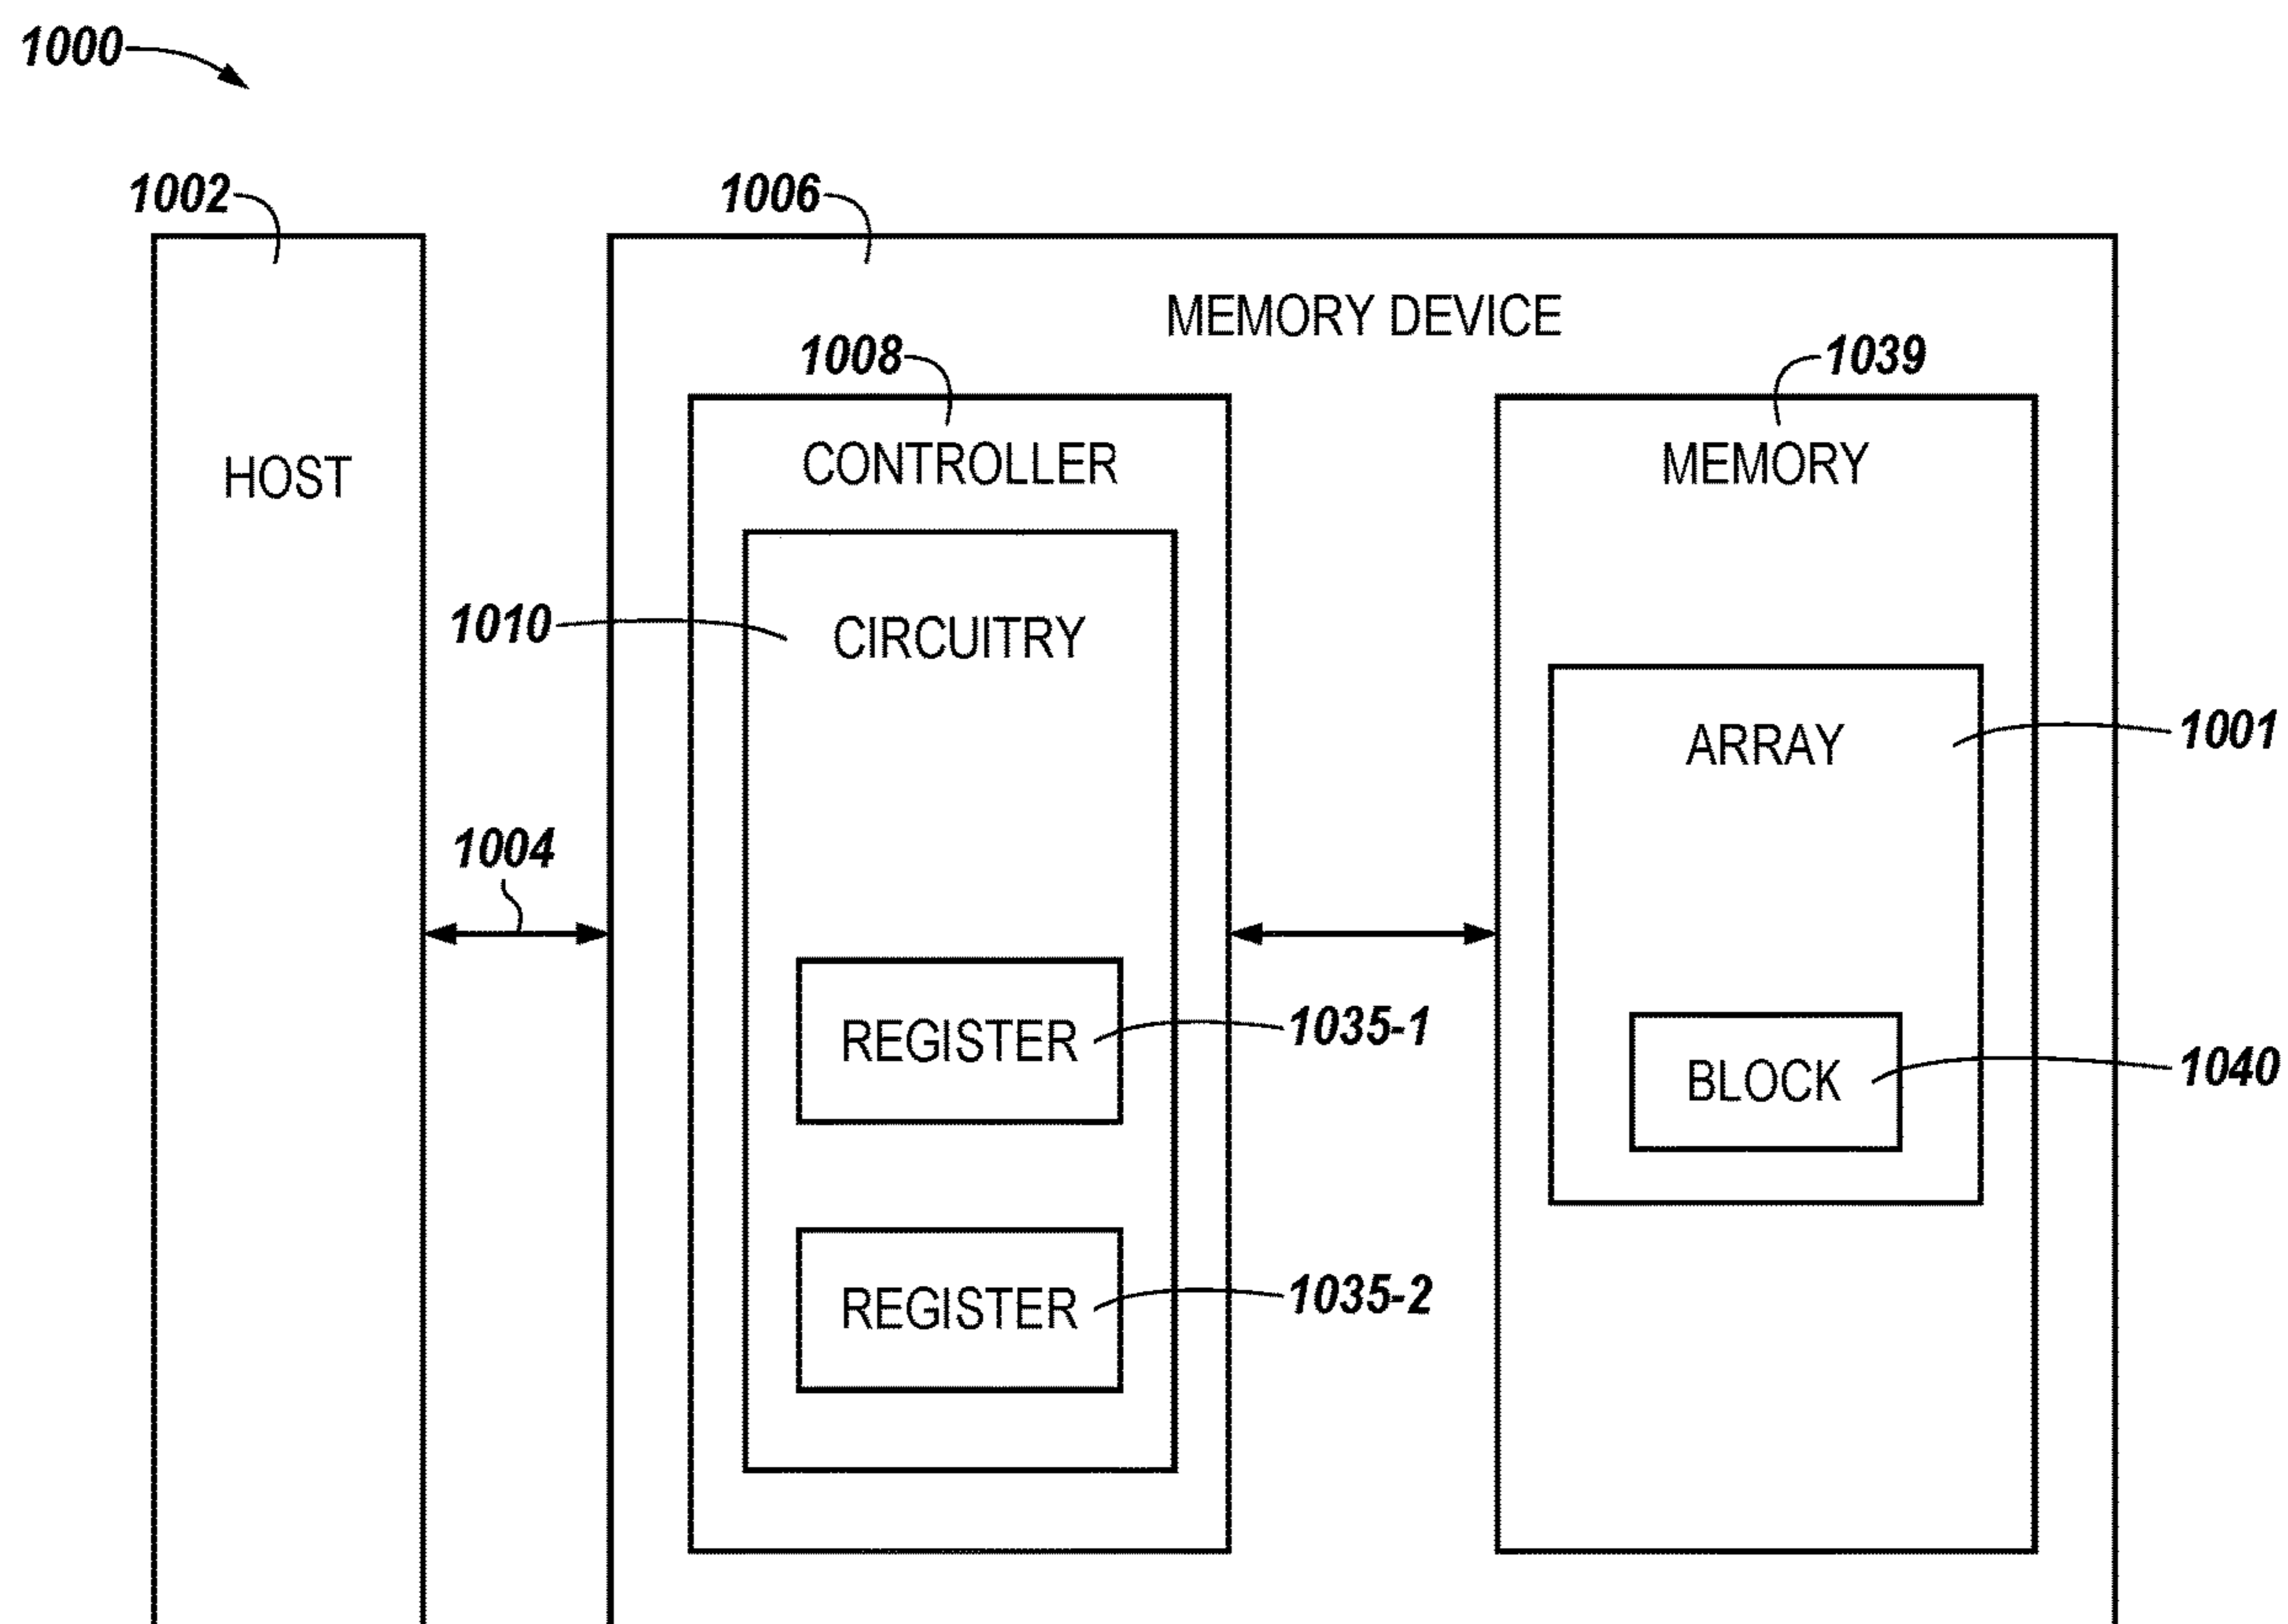 1000
1002
1006
MEMORY DEVICE
1008
1039
HOST
CONTROLLER
MEMORY
1010
CIRCUITRY
ARRAY
1001
1004
REGISTER
1035-1
BLOCK
1040
REGISTER
1035-2